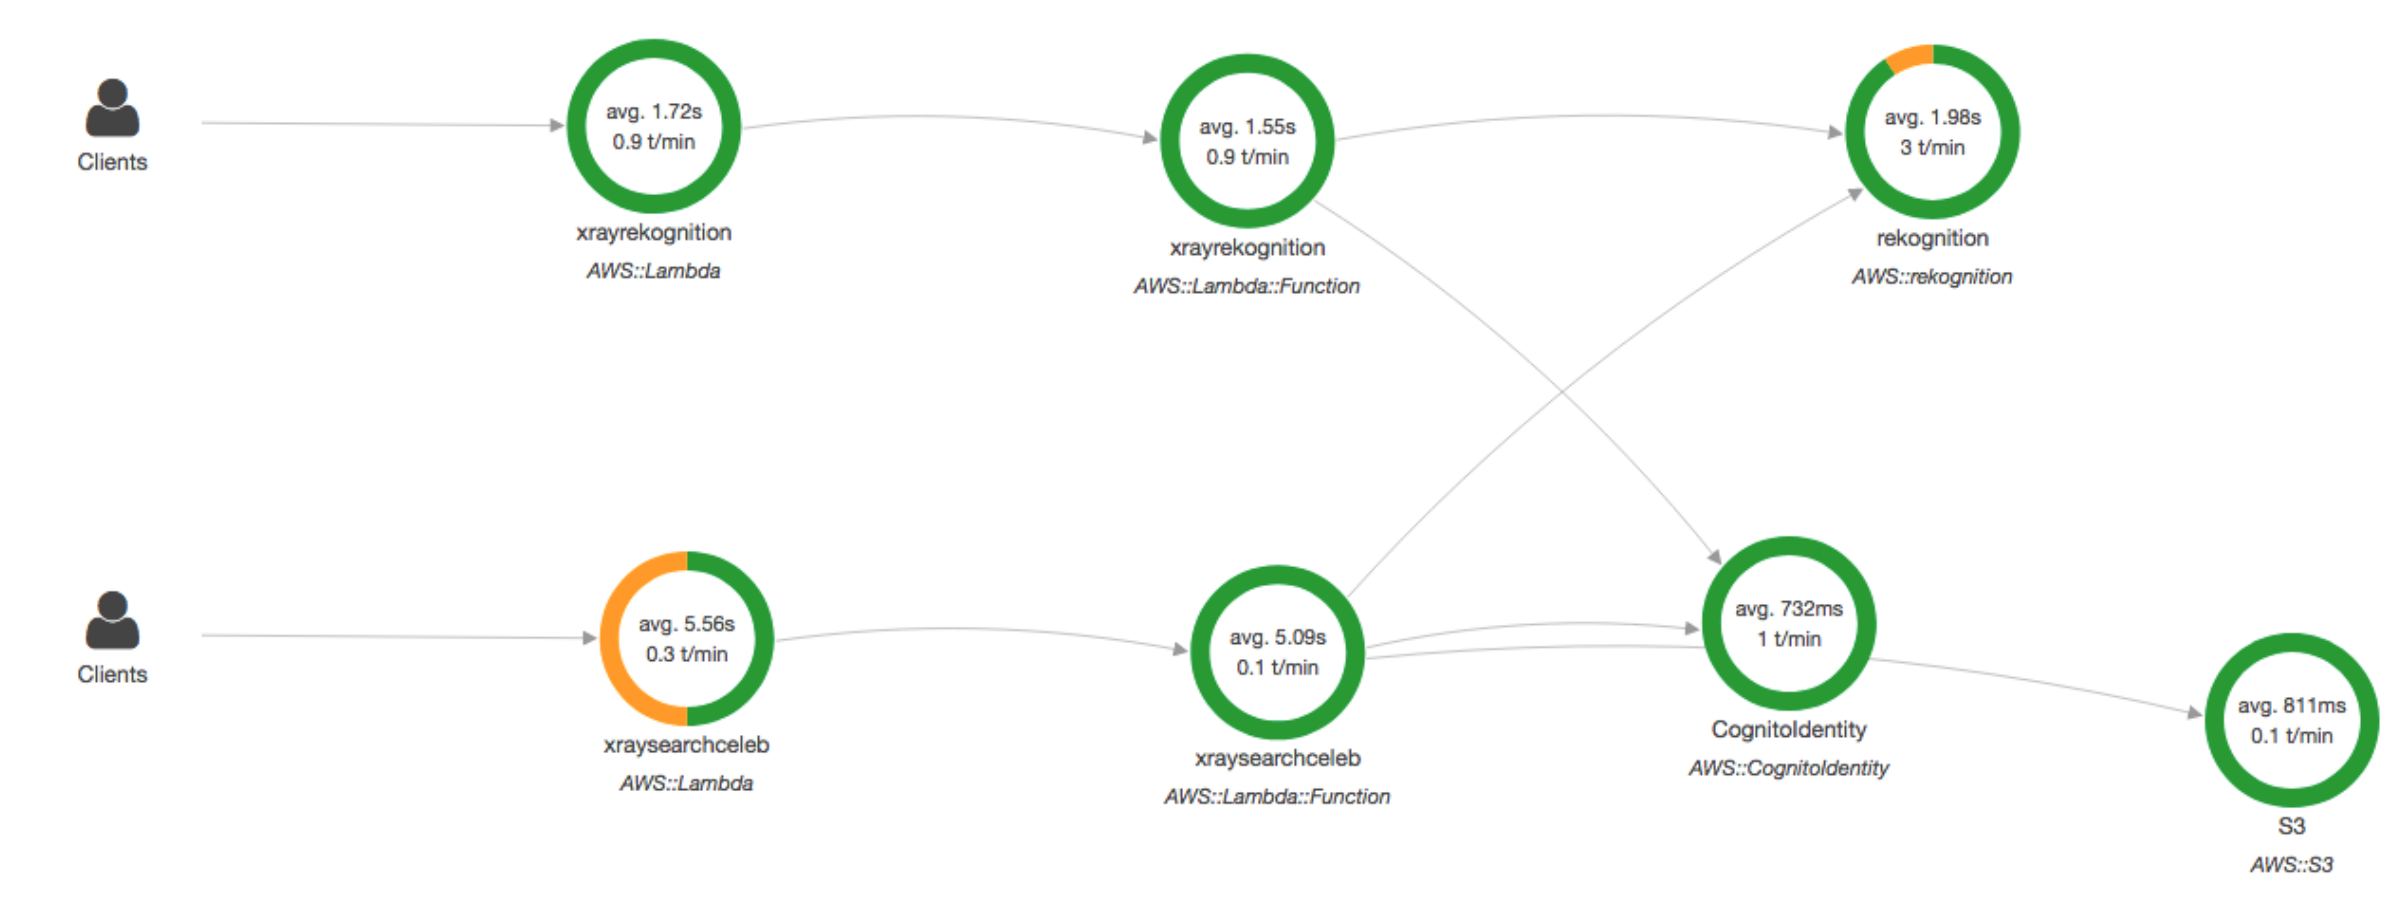 Clients
avg. 1.72s
0.9 t/min
xrayrekognition
AWS::Lambda
avg. 1.55s
0.9 t/min
xrayrekognition
AWS::Lambda::Function
avg. 1.98s
3 t/min
rekognition
AWS::rekognition
Clients
avg. 5.56s
0.3 t/min
xraysearchceleb
AWS::Lambda
avg. 5.09s
0.1 t/min
xraysearchceleb
AWS::Lambda::Function
avg. 732ms
1 t/min
CognitoIdentity
AWS::CognitoIdentity
avg. 811ms
0.1 t/min
S3
AWS::S3